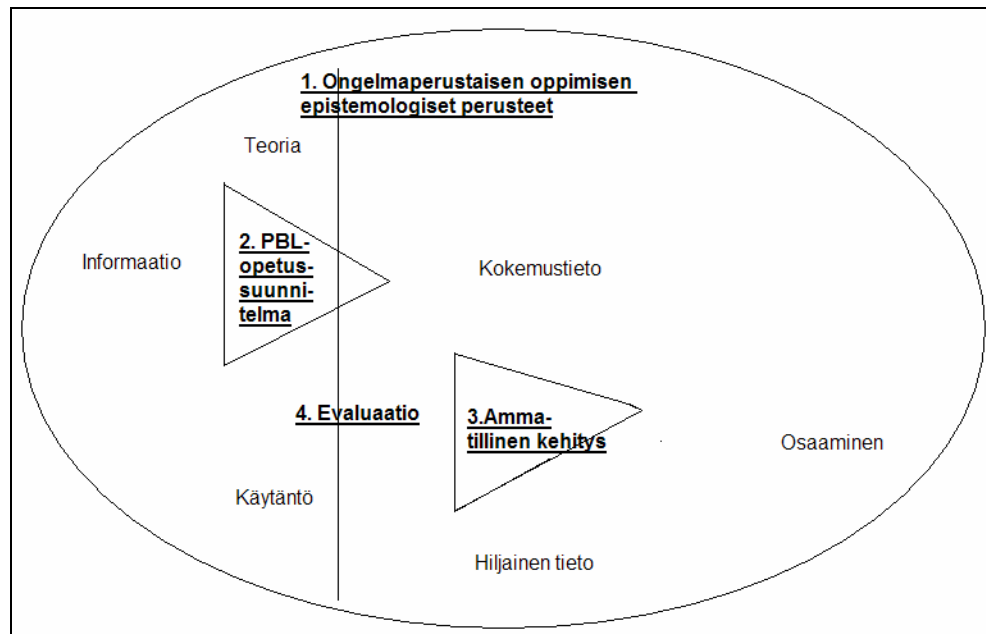 1. Ongelmaperustaisen oppimisen
epistemologiset perusteet
Teoria
Informaatio
2. PBL-
opetus-
suunni-
telma
Kokemustieto
4. Evaluaatio
3.Amma-
tillinen kehitys
Osaaminen
Käytäntö
Hiljainen tieto